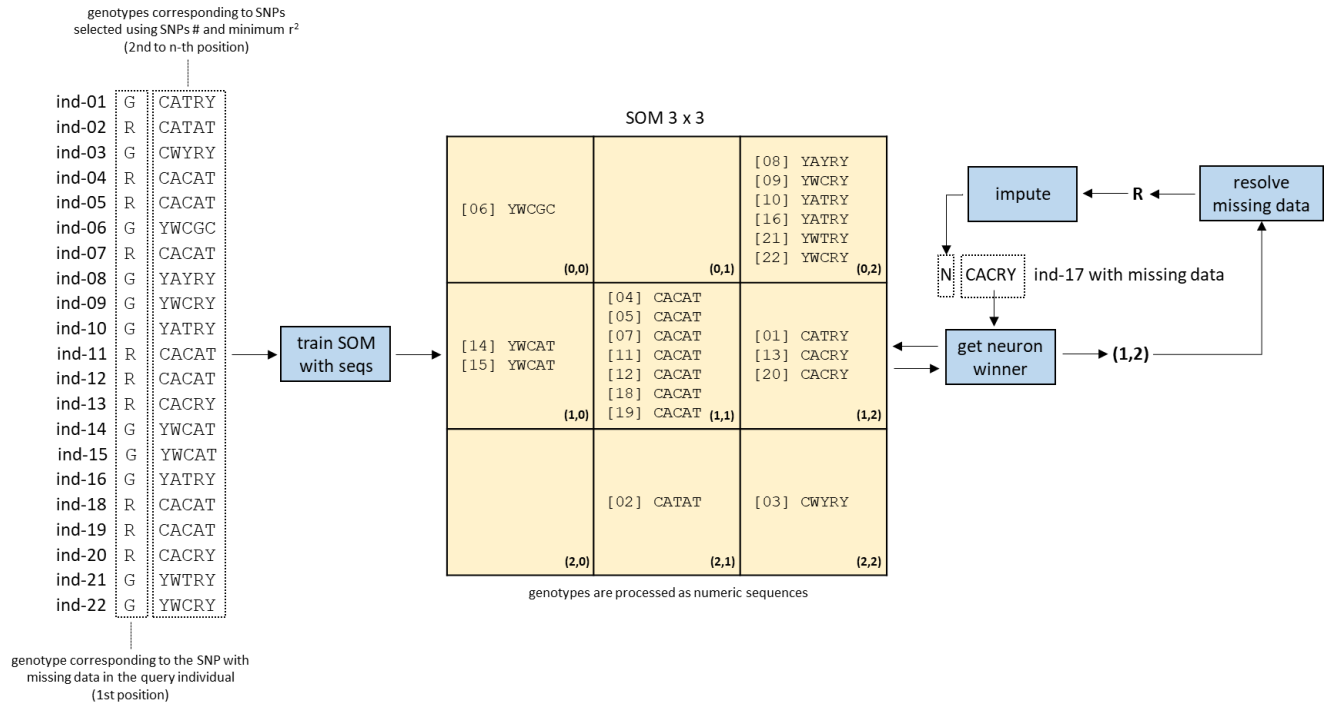 genotypes corresponding to SNPs
selected using SNPs # and minimum r²
(2nd to n-th position)
ind-01 G CATRY
ind-02 R CATAT
ind-03 G CWYRY
ind-04 R CACAT
ind-05 R CACAT
ind-06 G YWCGC
ind-07 R CACAT
ind-08 G YAYRY
ind-09 G YWCRY
ind-10 G YATRY
ind-11 R CACAT
ind-12 R CACAT
ind-13 R CACRY
ind-14 G YWCAT
ind-15 G YWCAT
ind-16 G YATRY
ind-18 R CACAT
ind-19 R CACAT
ind-20 R CACRY
ind-21 G YWTRY
ind-22 G YWCRY
genotype corresponding to the SNP with
missing data in the query individual
(1st position)
train SOM
with seqs
SOM 3 x 3
[06] YWCGC
(0,0)
(0,1)
[08] YAYRY
[09] YWCRY
[10] YATRY
[16] YATRY
[21] YWTRY
[22] YWCRY
(0,2)
[14] YWCAT
[15] YWCAT
(1,0)
[04] CACAT
[05] CACAT
[07] CACAT
[11] CACAT
[12] CACAT
[18] CACAT
[19] CACAT (1,1)
[01] CATRY
[13] CACRY
[20] CACRY
(1,2)
(2,0)
[02] CATAT
(2,1)
[03] CWYRY
(2,2)
genotypes are processed as numeric sequences
impute
R
resolve
missing data
N CACRY ind-17 with missing data
get neuron
winner
(1,2)